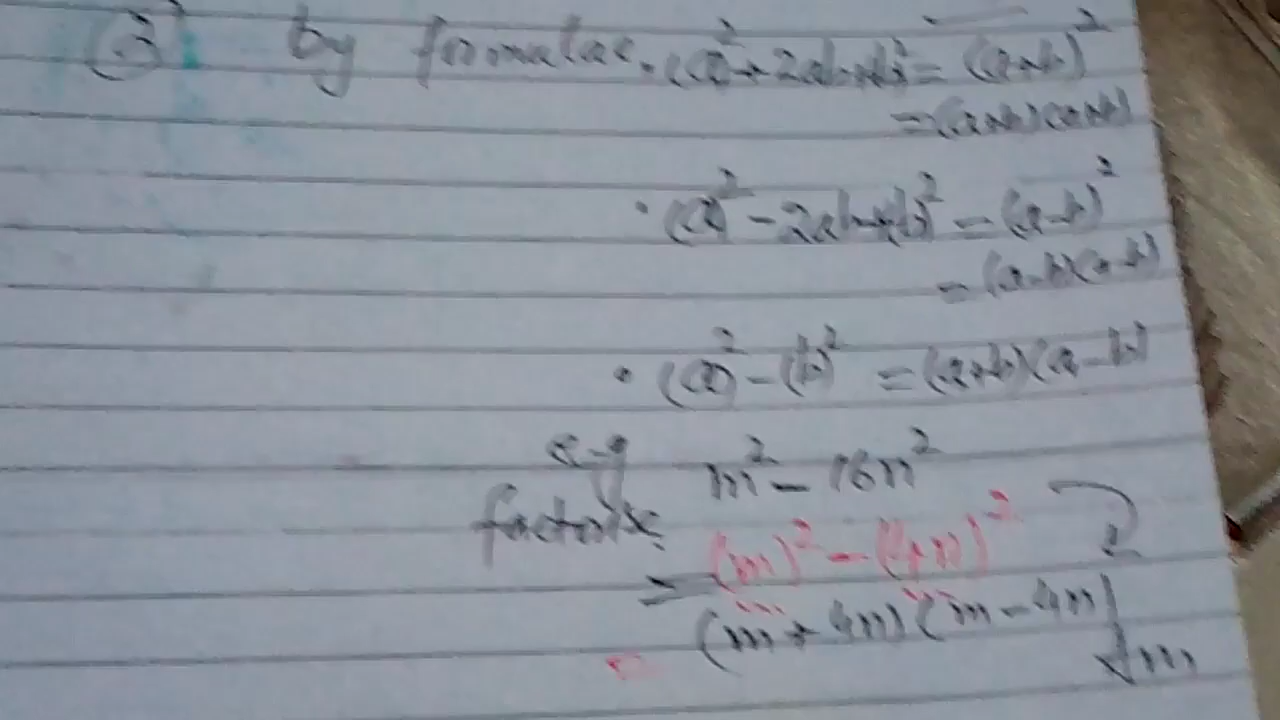 (3) by formulae. • (a)² + 2ab + (b)² = (a+b)²
= (a+b)(a+b)
• (a)² - 2ab + (b)² = (a-b)²
= (a-b)(a-b)
• (a)² - (b)² = (a+b)(a-b)
e-g m² - 16n²
factorise
= (m)² - (4n)²
= (m + 4n)(m - 4n)